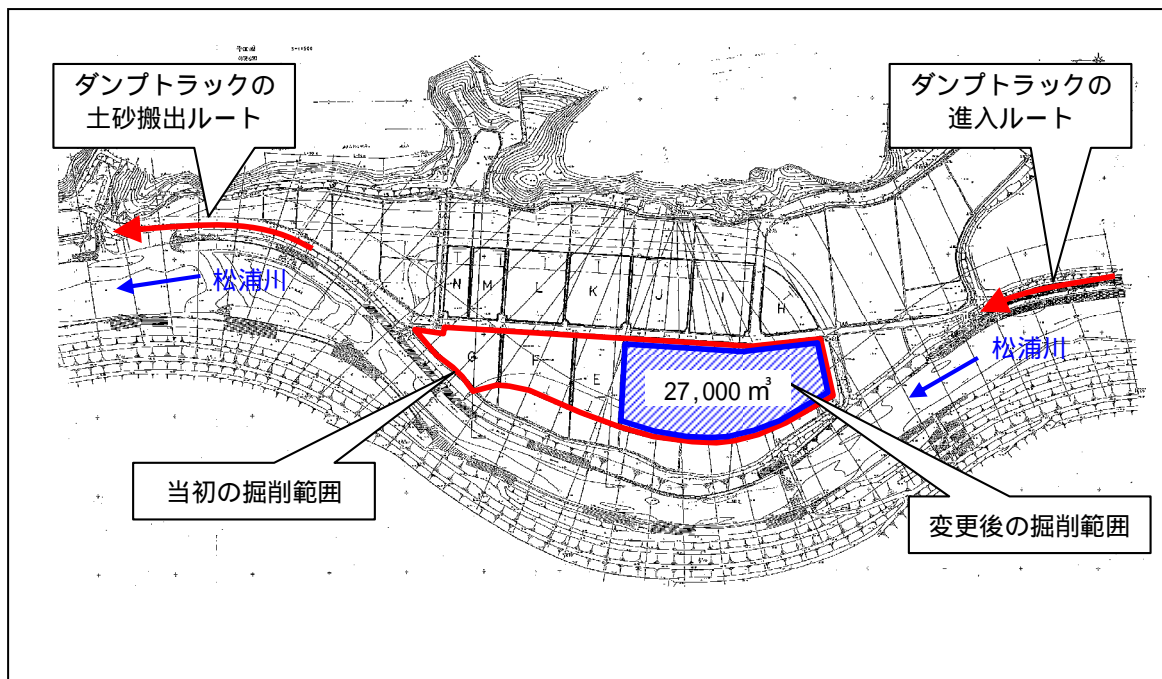 ダンプトラックの
土砂搬出ルート
ダンプトラックの
進入ルート
松浦川
松浦川
N
M
L
K
J
I
H
G
F
E
27,000 ㎥
当初の掘削範囲
変更後の掘削範囲